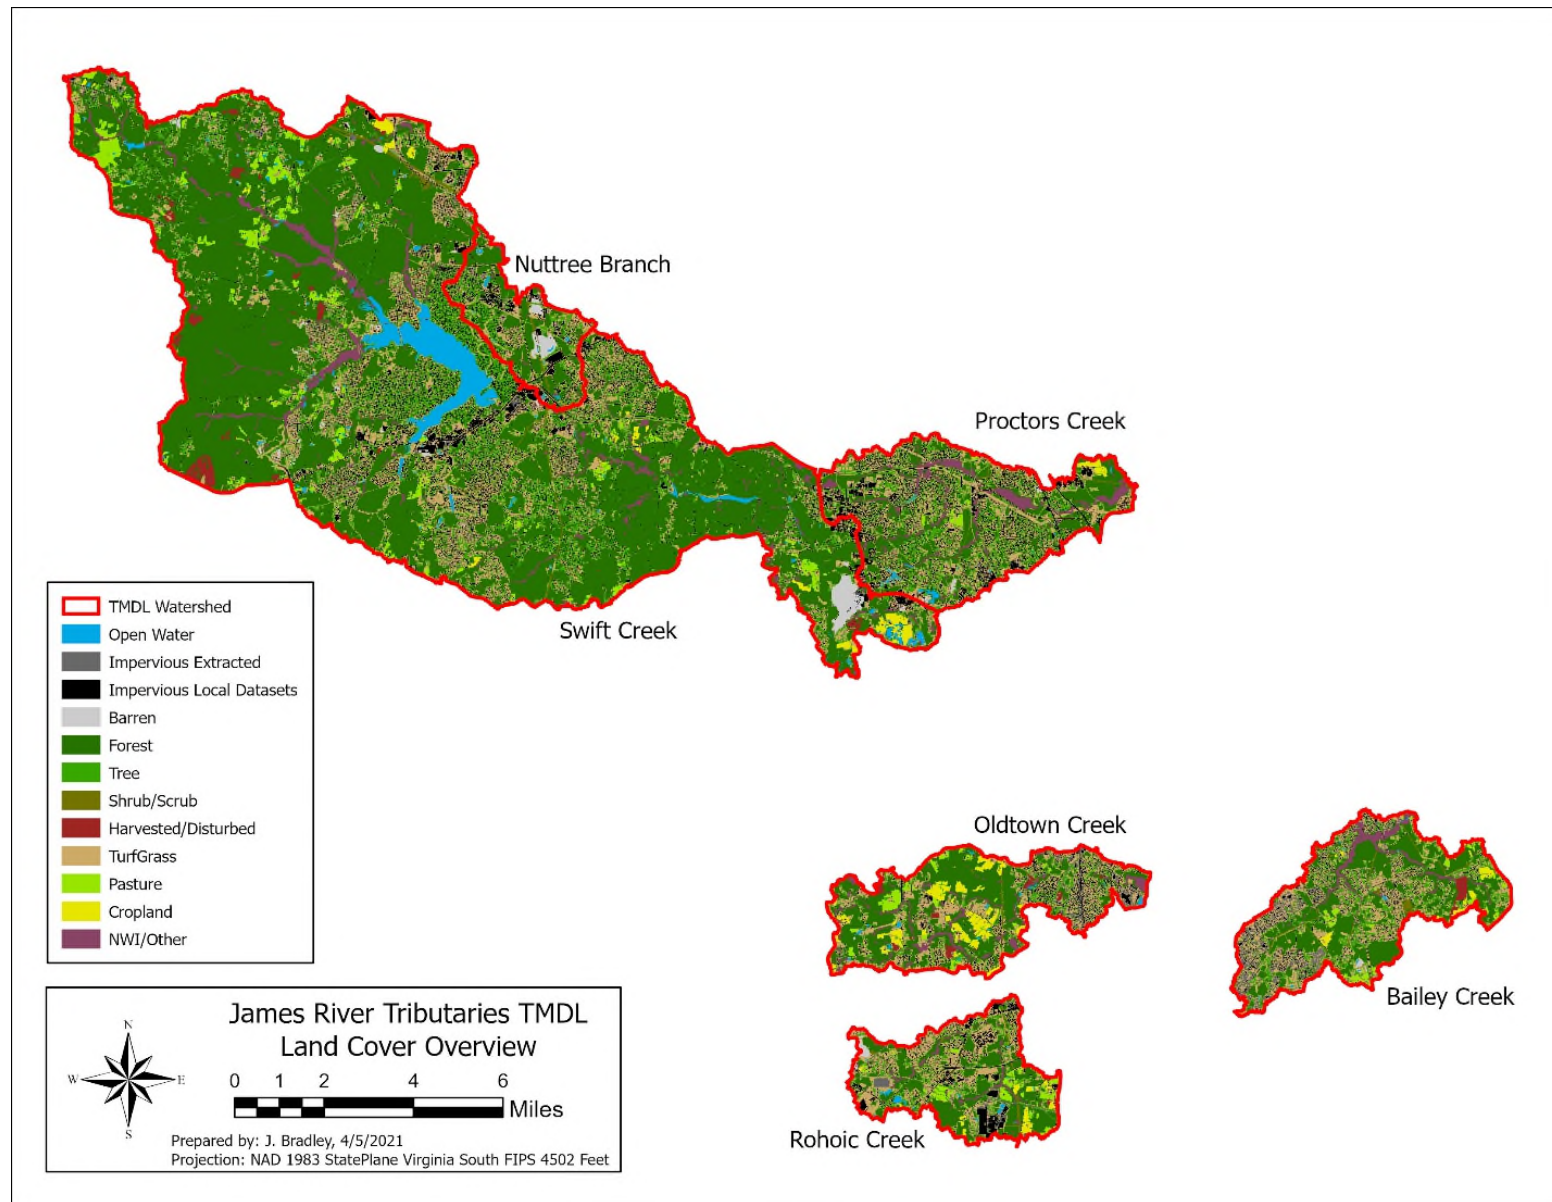 Nuttree Branch
Proctors Creek
Swift Creek
TMDL Watershed
Open Water
Impervious Extracted
Impervious Local Datasets
Barren
Forest
Tree
Shrub/Scrub
Harvested/Disturbed
TurfGrass
Pasture
Cropland
NWI/Other
Oldtown Creek
Bailey Creek
Rohoic Creek
James River Tributaries TMDL
Land Cover Overview
N
W E
S
0 1 2 4 6
Miles
Prepared by: J. Bradley, 4/5/2021
Projection: NAD 1983 StatePlane Virginia South FIPS 4502 Feet